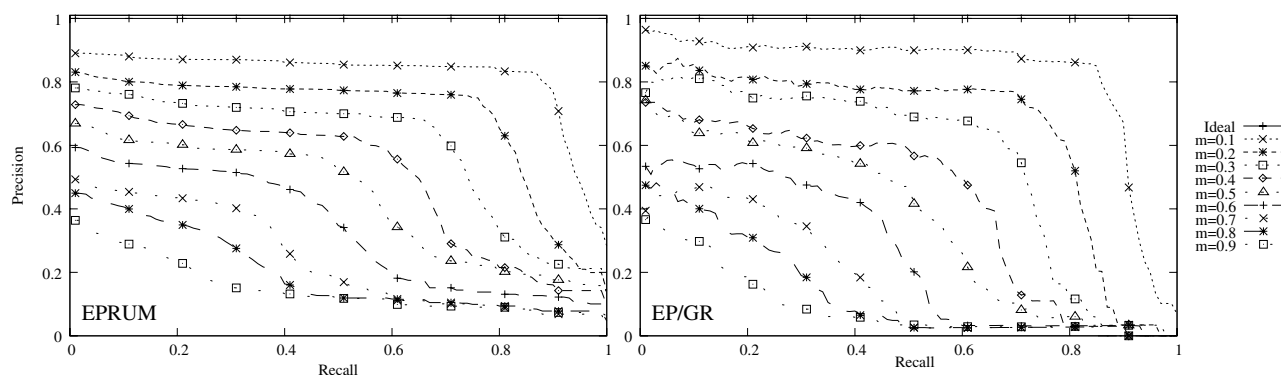 1
0.8
0.6
0.4
0.2
0
Precision
EPRUM
0 0.2 0.4 0.6 0.8 1
Recall
1
0.8
0.6
0.4
0.2
0
EP/GR
0 0.2 0.4 0.6 0.8 1
Recall
Ideal
m=0.1
m=0.2
m=0.3
m=0.4
m=0.5
m=0.6
m=0.7
m=0.8
m=0.9